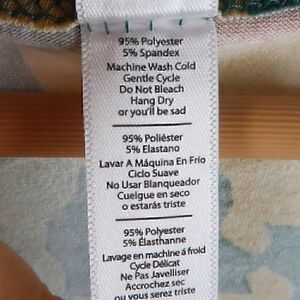 95% Polyester
5% Spandex
Machine Wash Cold
Gentle Cycle
Do Not Bleach
Hang Dry
or you'll be sad
95% Poliéster
5% Elastano
Lavar A Máquina En Frío
Ciclo Suave
No Usar Blanqueador
Cuelgue en seco
o estarás triste
95% Polyester
5% Élasthanne
Lavage en machine à froid
Cycle Délicat
Ne Pas Javelliser
Accrochez sec
ou vous serez triste